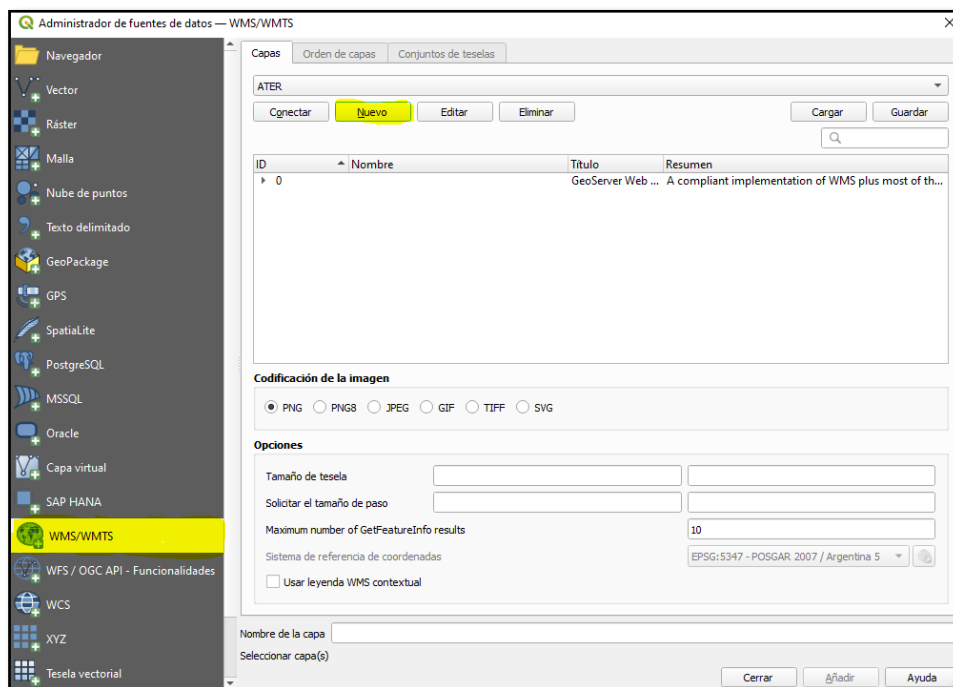 Administrador de fuentes de datos — WMS/WMTS
Navegador
Vector
Ráster
Malla
Nube de puntos
Texto delimitado
GeoPackage
GPS
SpatiaLite
PostgreSQL
MSSQL
Oracle
Capa virtual
SAP HANA
WMS/WMTS
WFS / OGC API - Funcionalidades
WCS
XYZ
Tesela vectorial
Capas Orden de capas Conjuntos de teselas
ATER
Conectar Nuevo Editar Eliminar Cargar Guardar
ID Nombre Título Resumen
0 GeoServer Web ... A compliant implementation of WMS plus most of th...
Codificación de la imagen
PNG PNG8 JPEG GIF TIFF SVG
Opciones
Tamaño de tesela
Solicitar el tamaño de paso
Maximum number of GetFeatureInfo results 10
Sistema de referencia de coordenadas EPSG:5347 - POSGAR 2007 / Argentina 5
Usar leyenda WMS contextual
Nombre de la capa
Seleccionar capa(s)
Cerrar Añadir Ayuda